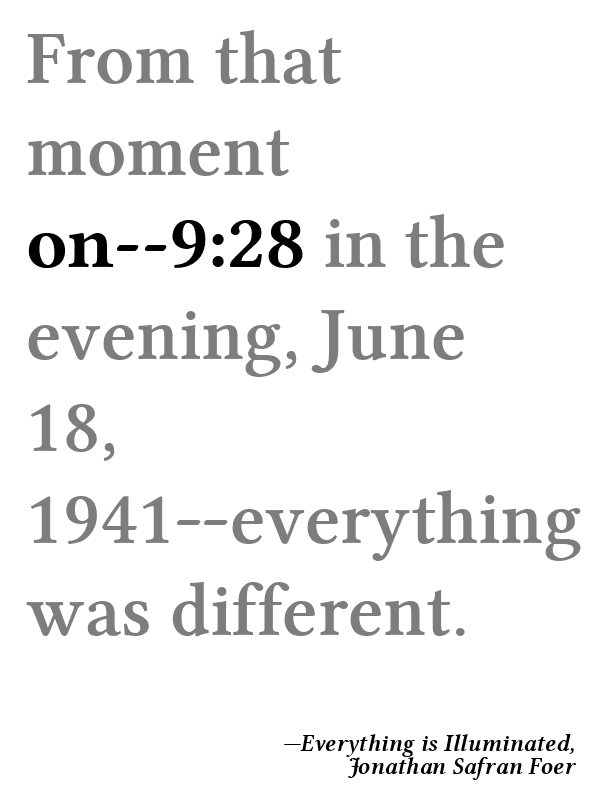 From that
moment
on--9:28 in the
evening, June
18,
1941--everything
was different.
—Everything is Illuminated,
Jonathan Safran Foer